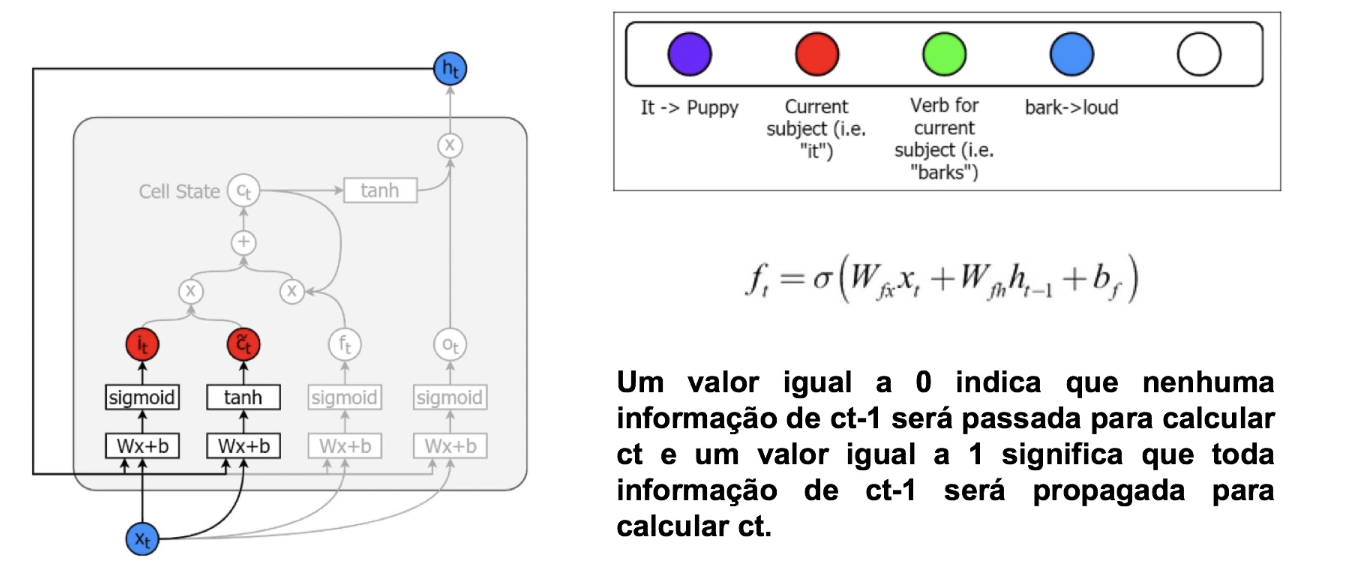 h_t
x
Cell State c_t tanh
+
x x
i_t c̃_t f_t o_t
sigmoid tanh sigmoid sigmoid
Wx+b Wx+b Wx+b Wx+b
x_t
It -> Puppy
Current
subject (i.e.
"it")
Verb for
current
subject (i.e.
"barks")
bark->loud
f_t = σ(W_fx x_t + W_fh h_t−1 + b_f)
Um valor igual a 0 indica que nenhuma
informação de ct-1 será passada para calcular
ct e um valor igual a 1 significa que toda
informação de ct-1 será propagada para
calcular ct.